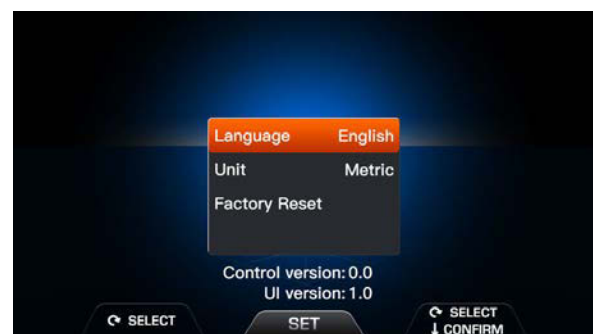 Language English
Unit Metric
Factory Reset
Control version: 0.0
UI version: 1.0
SELECT
SET
SELECT
CONFIRM